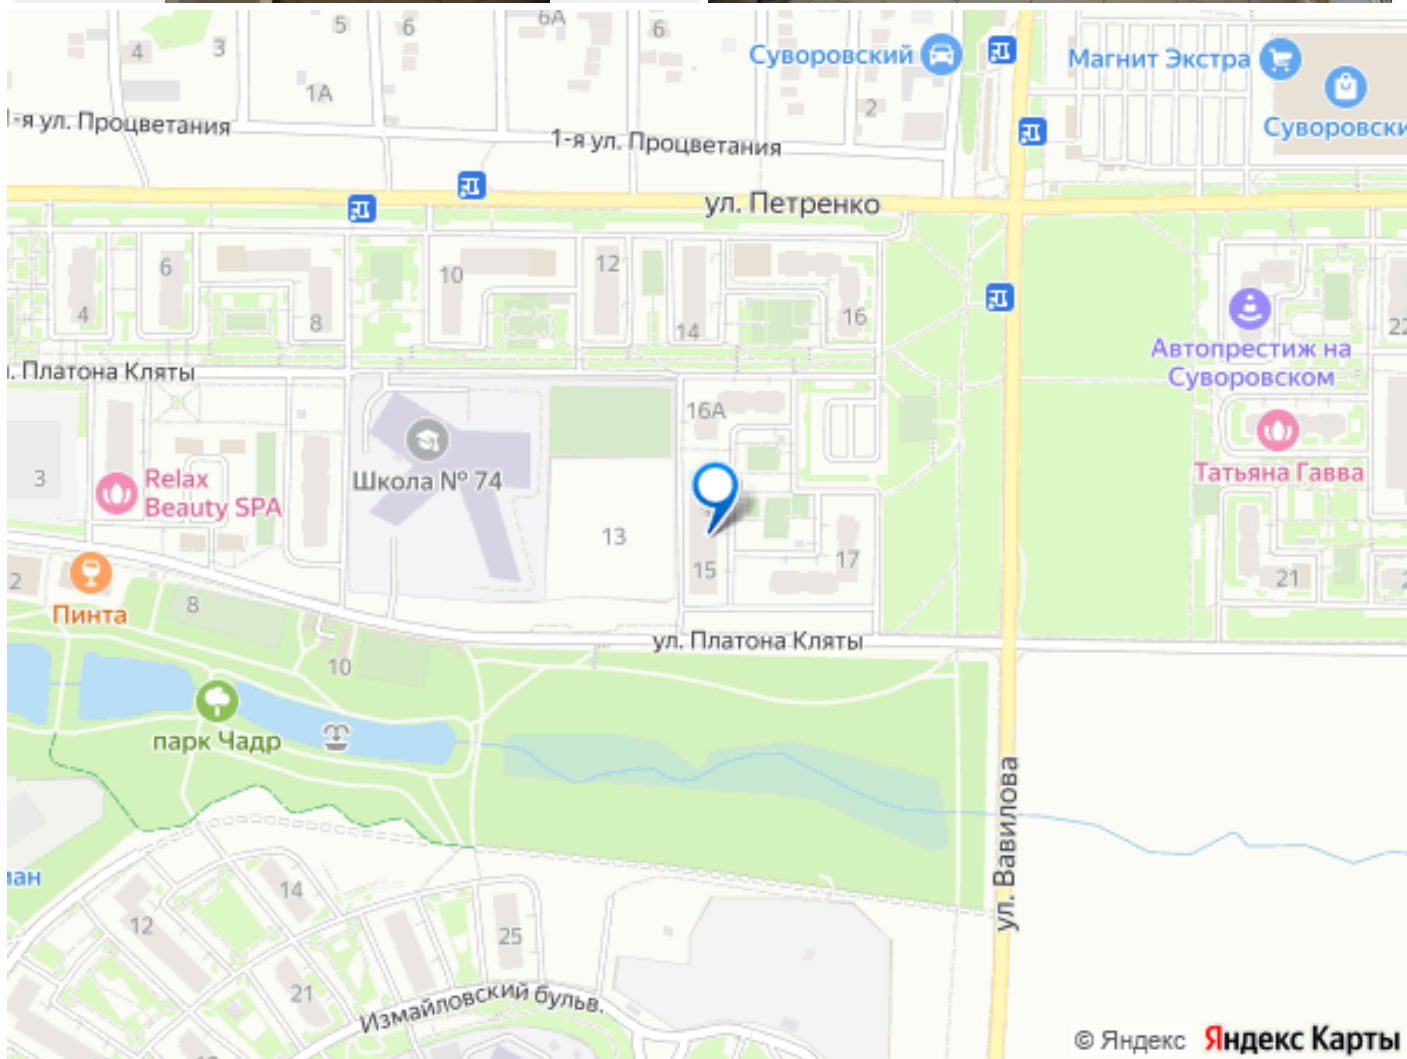 5
6
6А
6
4
3
1А
2
Суворовский
Магнит Экстра
Суворовски
1-я ул. Процветания
1-я ул. Процветания
ул. Петренко
6
10
12
4
8
14
16
22
Автопрестиж на
Суворовском
. Платона Кляты
16А
Школа № 74
3
Relax
Beauty SPA
Татьяна Гавва
13
15
17
21
2
2
Пинта
8
10
ул. Платона Кляты
парк Чадр
ул. Вавилова
ан
14
12
25
21
Измайловский бульв.
© Яндекс Яндекс Карты